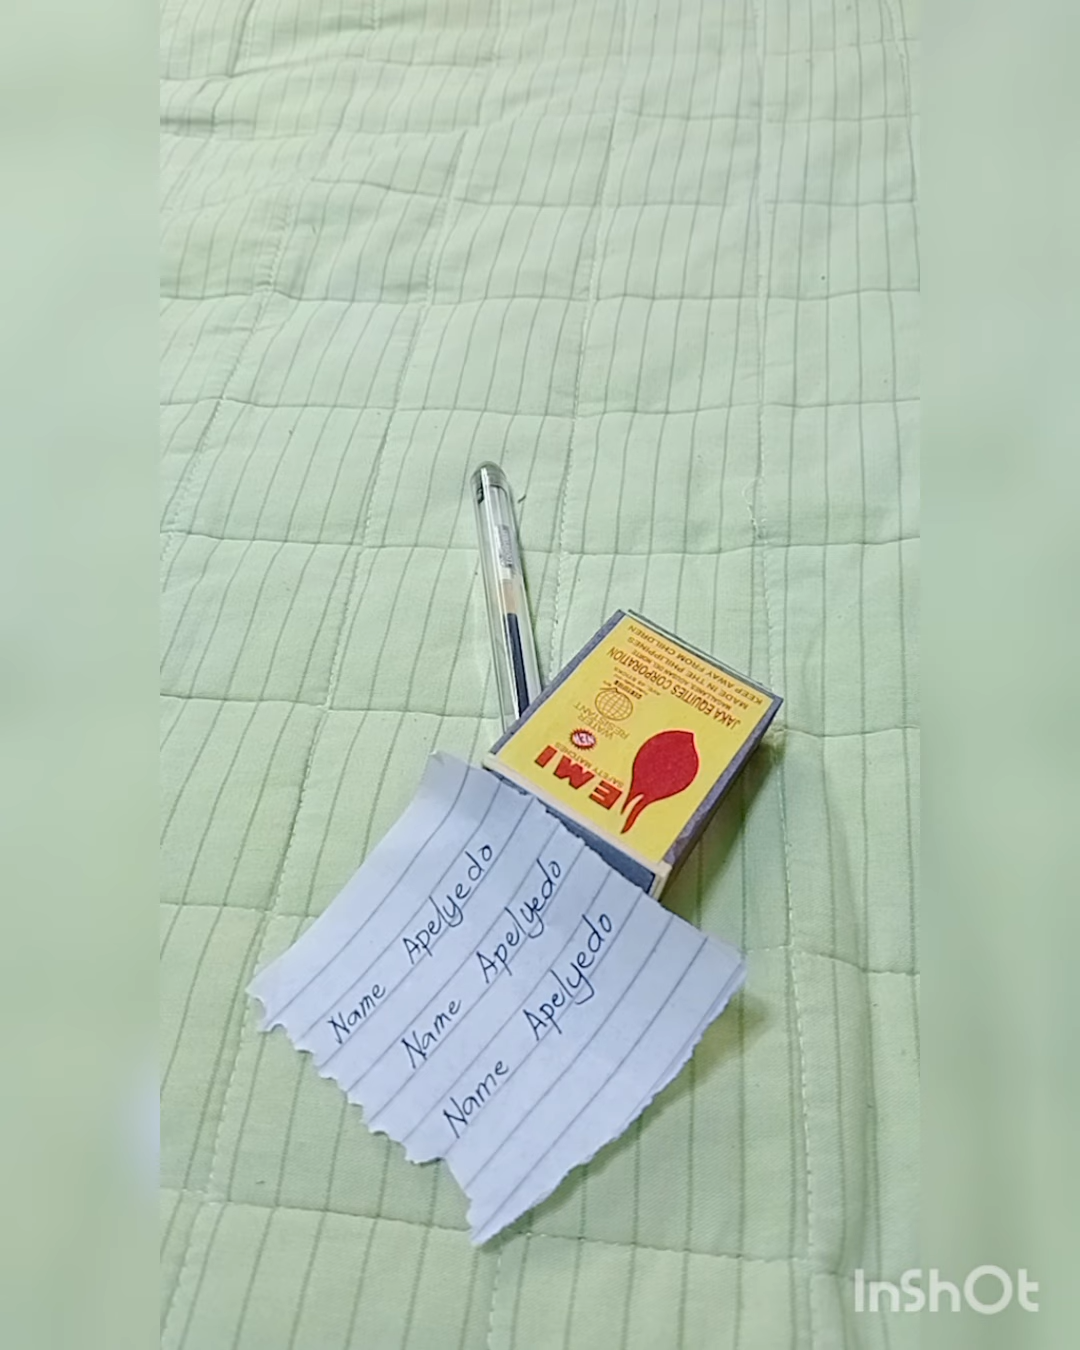 Name Apelyedo
Name Apelyedo
Name Apelyedo
EMI
SAFETY MATCHES
WATER
RESISTANT
JAKA EQUITIES CORPORATION
MADE IN THE PHILIPPINES
KEEP AWAY FROM CHILDREN
InShOt